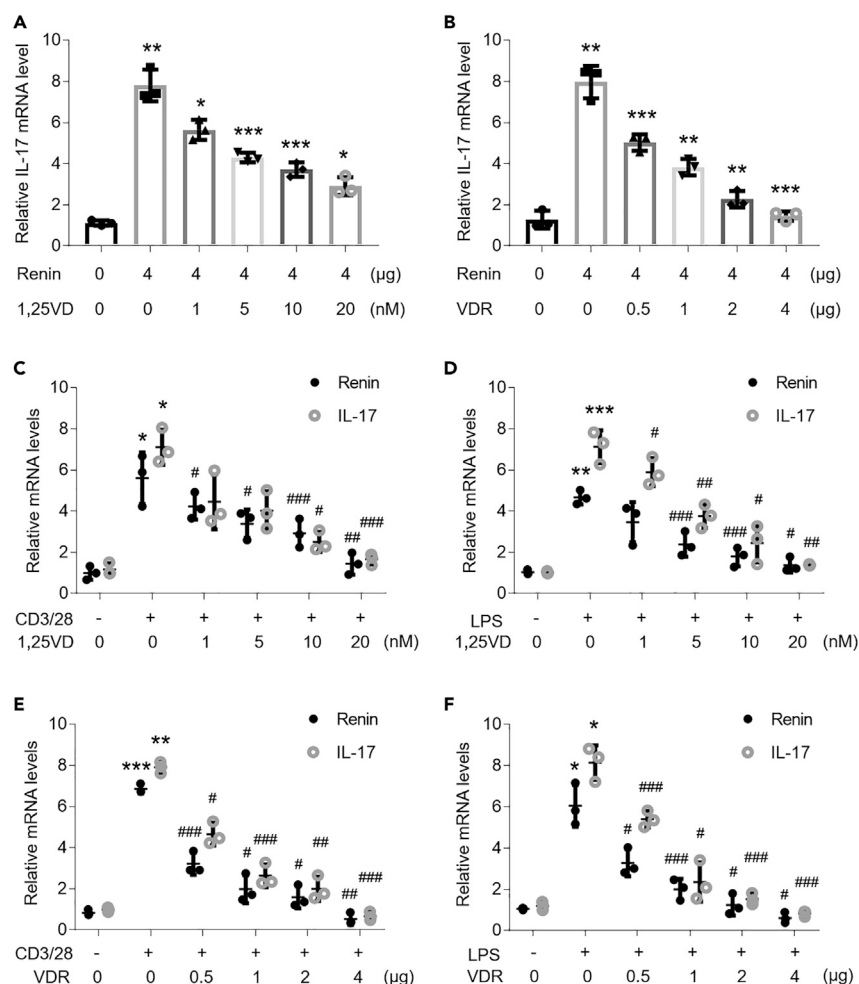 A
Relative IL-17 mRNA level
10
8
6
4
2
0
** * *** *** *
Renin 0 4 4 4 4 4 (µg)
1,25VD 0 0 1 5 10 20 (nM)
B
Relative IL-17 mRNA level
10
8
6
4
2
0
** *** ** ** ***
Renin 0 4 4 4 4 4 (µg)
VDR 0 0 0.5 1 2 4 (µg)
C
Relative mRNA levels
10
8
6
4
2
0
Renin
IL-17
* * # # ### # ## ###
CD3/28 - + + + + +
1,25VD 0 0 1 5 10 20 (nM)
D
Relative mRNA levels
10
8
6
4
2
0
Renin
IL-17
** *** # ### ## ### # # ##
LPS - + + + + +
1,25VD 0 0 1 5 10 20 (nM)
E
Relative mRNA levels
10
8
6
4
2
0
Renin
IL-17
*** ** ### # # ### # ## ## ###
CD3/28 - + + + + +
VDR 0 0 0.5 1 2 4 (µg)
F
Relative mRNA levels
10
8
6
4
2
0
Renin
IL-17
* * # ### ### # # ### # ###
LPS - + + + + +
VDR 0 0 0.5 1 2 4 (µg)